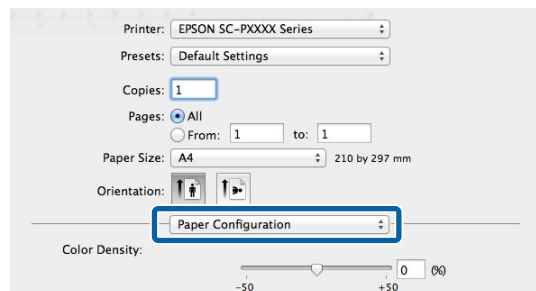 Printer: EPSON SC-PXXXX Series
Presets: Default Settings
Copies: 1
Pages: All
From: 1 to: 1
Paper Size: A4 210 by 297 mm
Orientation:
Paper Configuration
Color Density:
0 (%)
-50 +50